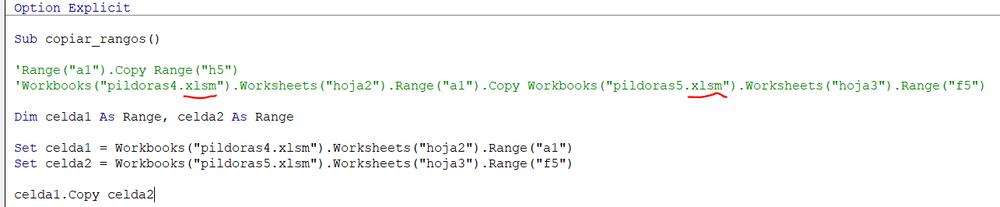 Option Explicit
Sub copiar_rangos()
'Range("a1").Copy Range("h5")
'Workbooks("pildoras4.xlsm").Worksheets("hoja2").Range("a1").Copy Workbooks("pildoras5.xlsm").Worksheets("hoja3").Range("f5")
Dim celda1 As Range, celda2 As Range
Set celda1 = Workbooks("pildoras4.xlsm").Worksheets("hoja2").Range("a1")
Set celda2 = Workbooks("pildoras5.xlsm").Worksheets("hoja3").Range("f5")
celda1.Copy celda2